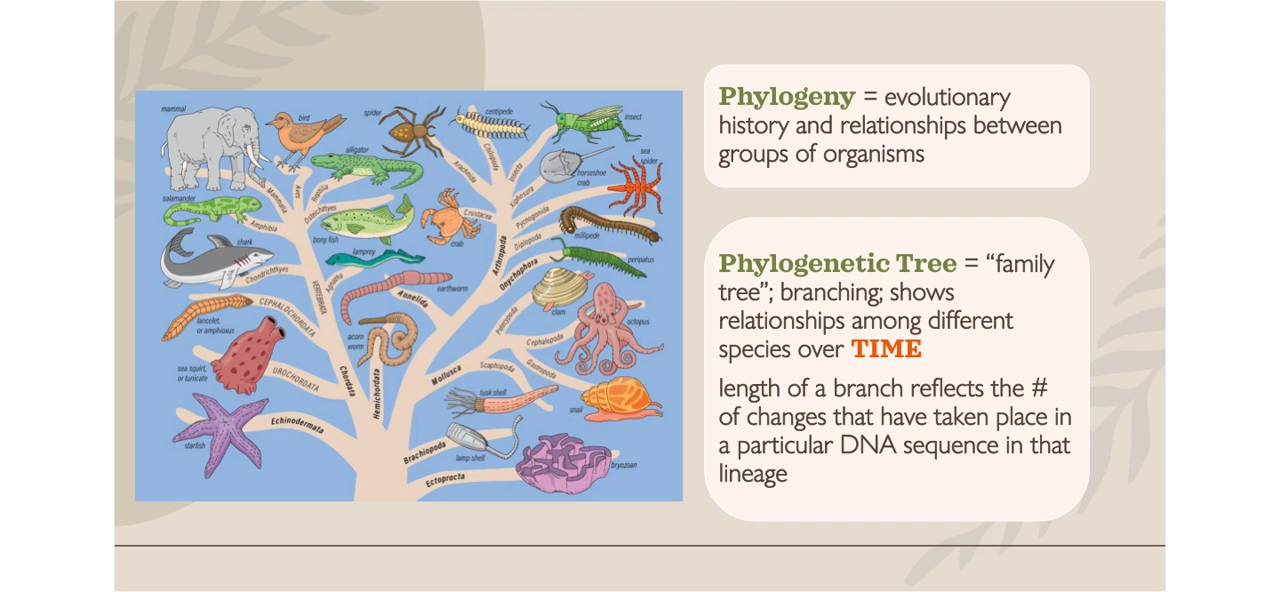 mammal
bird
spider
centipede
insect
alligator
horseshoe
crab
sea
spider
salamander
Mammalia
Aves
Reptilia
Arachnida
Chilopoda
Insecta
Xiphosura
Amphibia
Osteichthyes
bony fish
Crustacea
crab
Pycnogonida
Diplopoda
millipede
shark
Chondrichthyes
lamprey
Agnatha
Arthropoda
Onychophora
peripatus
VERTEBRATA
CEPHALOCHORDATA
lancelet,
or amphioxus
earthworm
Annelida
clam
Pelecypoda
octopus
acorn
worm
Cephalopoda
sea squirt,
or tunicate
UROCHORDATA
Chordata
Hemichordata
Mollusca
Scaphopoda
Gastropoda
tusk shell
snail
starfish
Echinodermata
Brachiopoda
lamp shell
Ectoprocta
bryozoan
Phylogeny = evolutionary
history and relationships between
groups of organisms
Phylogenetic Tree = “family
tree”; branching; shows
relationships among different
species over TIME
length of a branch reflects the #
of changes that have taken place in
a particular DNA sequence in that
lineage